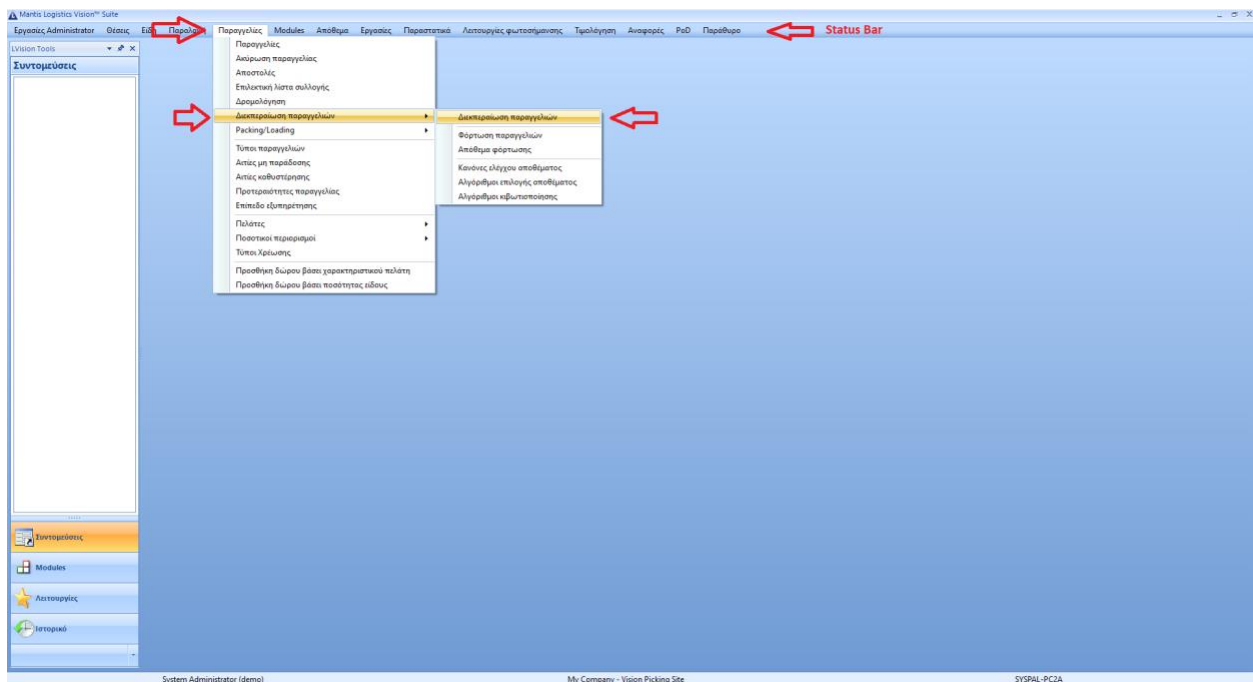 Mantis Logistics Vision™ Suite
Εργασίες Administrator Θέσεις Είδη Παραλαβή Παραγγελίες Modules Απόθεμα Εργασίες Παραστατικά Λειτουργίες φωτοσήμανσης Τιμολόγηση Αναφορές PoD Παράθυρο Status Bar
LVision Tools
Συντομεύσεις
Παραγγελίες
Ακύρωση παραγγελίας
Αποστολές
Επιλεκτική λίστα συλλογής
Δρομολόγηση
Διεκπεραίωση παραγγελιών
Packing/Loading
Τύποι παραγγελιών
Αιτίες μη παράδοσης
Αιτίες καθυστέρησης
Προτεραιότητες παραγγελίας
Επίπεδο εξυπηρέτησης
Πελάτες
Ποσοτικοί περιορισμοί
Τύποι Χρέωσης
Προσθήκη δώρου βάσει χαρακτηριστικού πελάτη
Προσθήκη δώρου βάσει ποσότητας είδους
Διεκπεραίωση παραγγελιών
Φόρτωση παραγγελιών
Απόθεμα φόρτωσης
Κανόνες ελέγχου αποθέματος
Αλγόριθμοι επιλογής αποθέματος
Αλγόριθμοι κιβωτιοποίησης
Συντομεύσεις
Modules
Λειτουργίες
Ιστορικό
System Administrator (demo) My Company - Vision Picking Site SYSPAL-PC2A